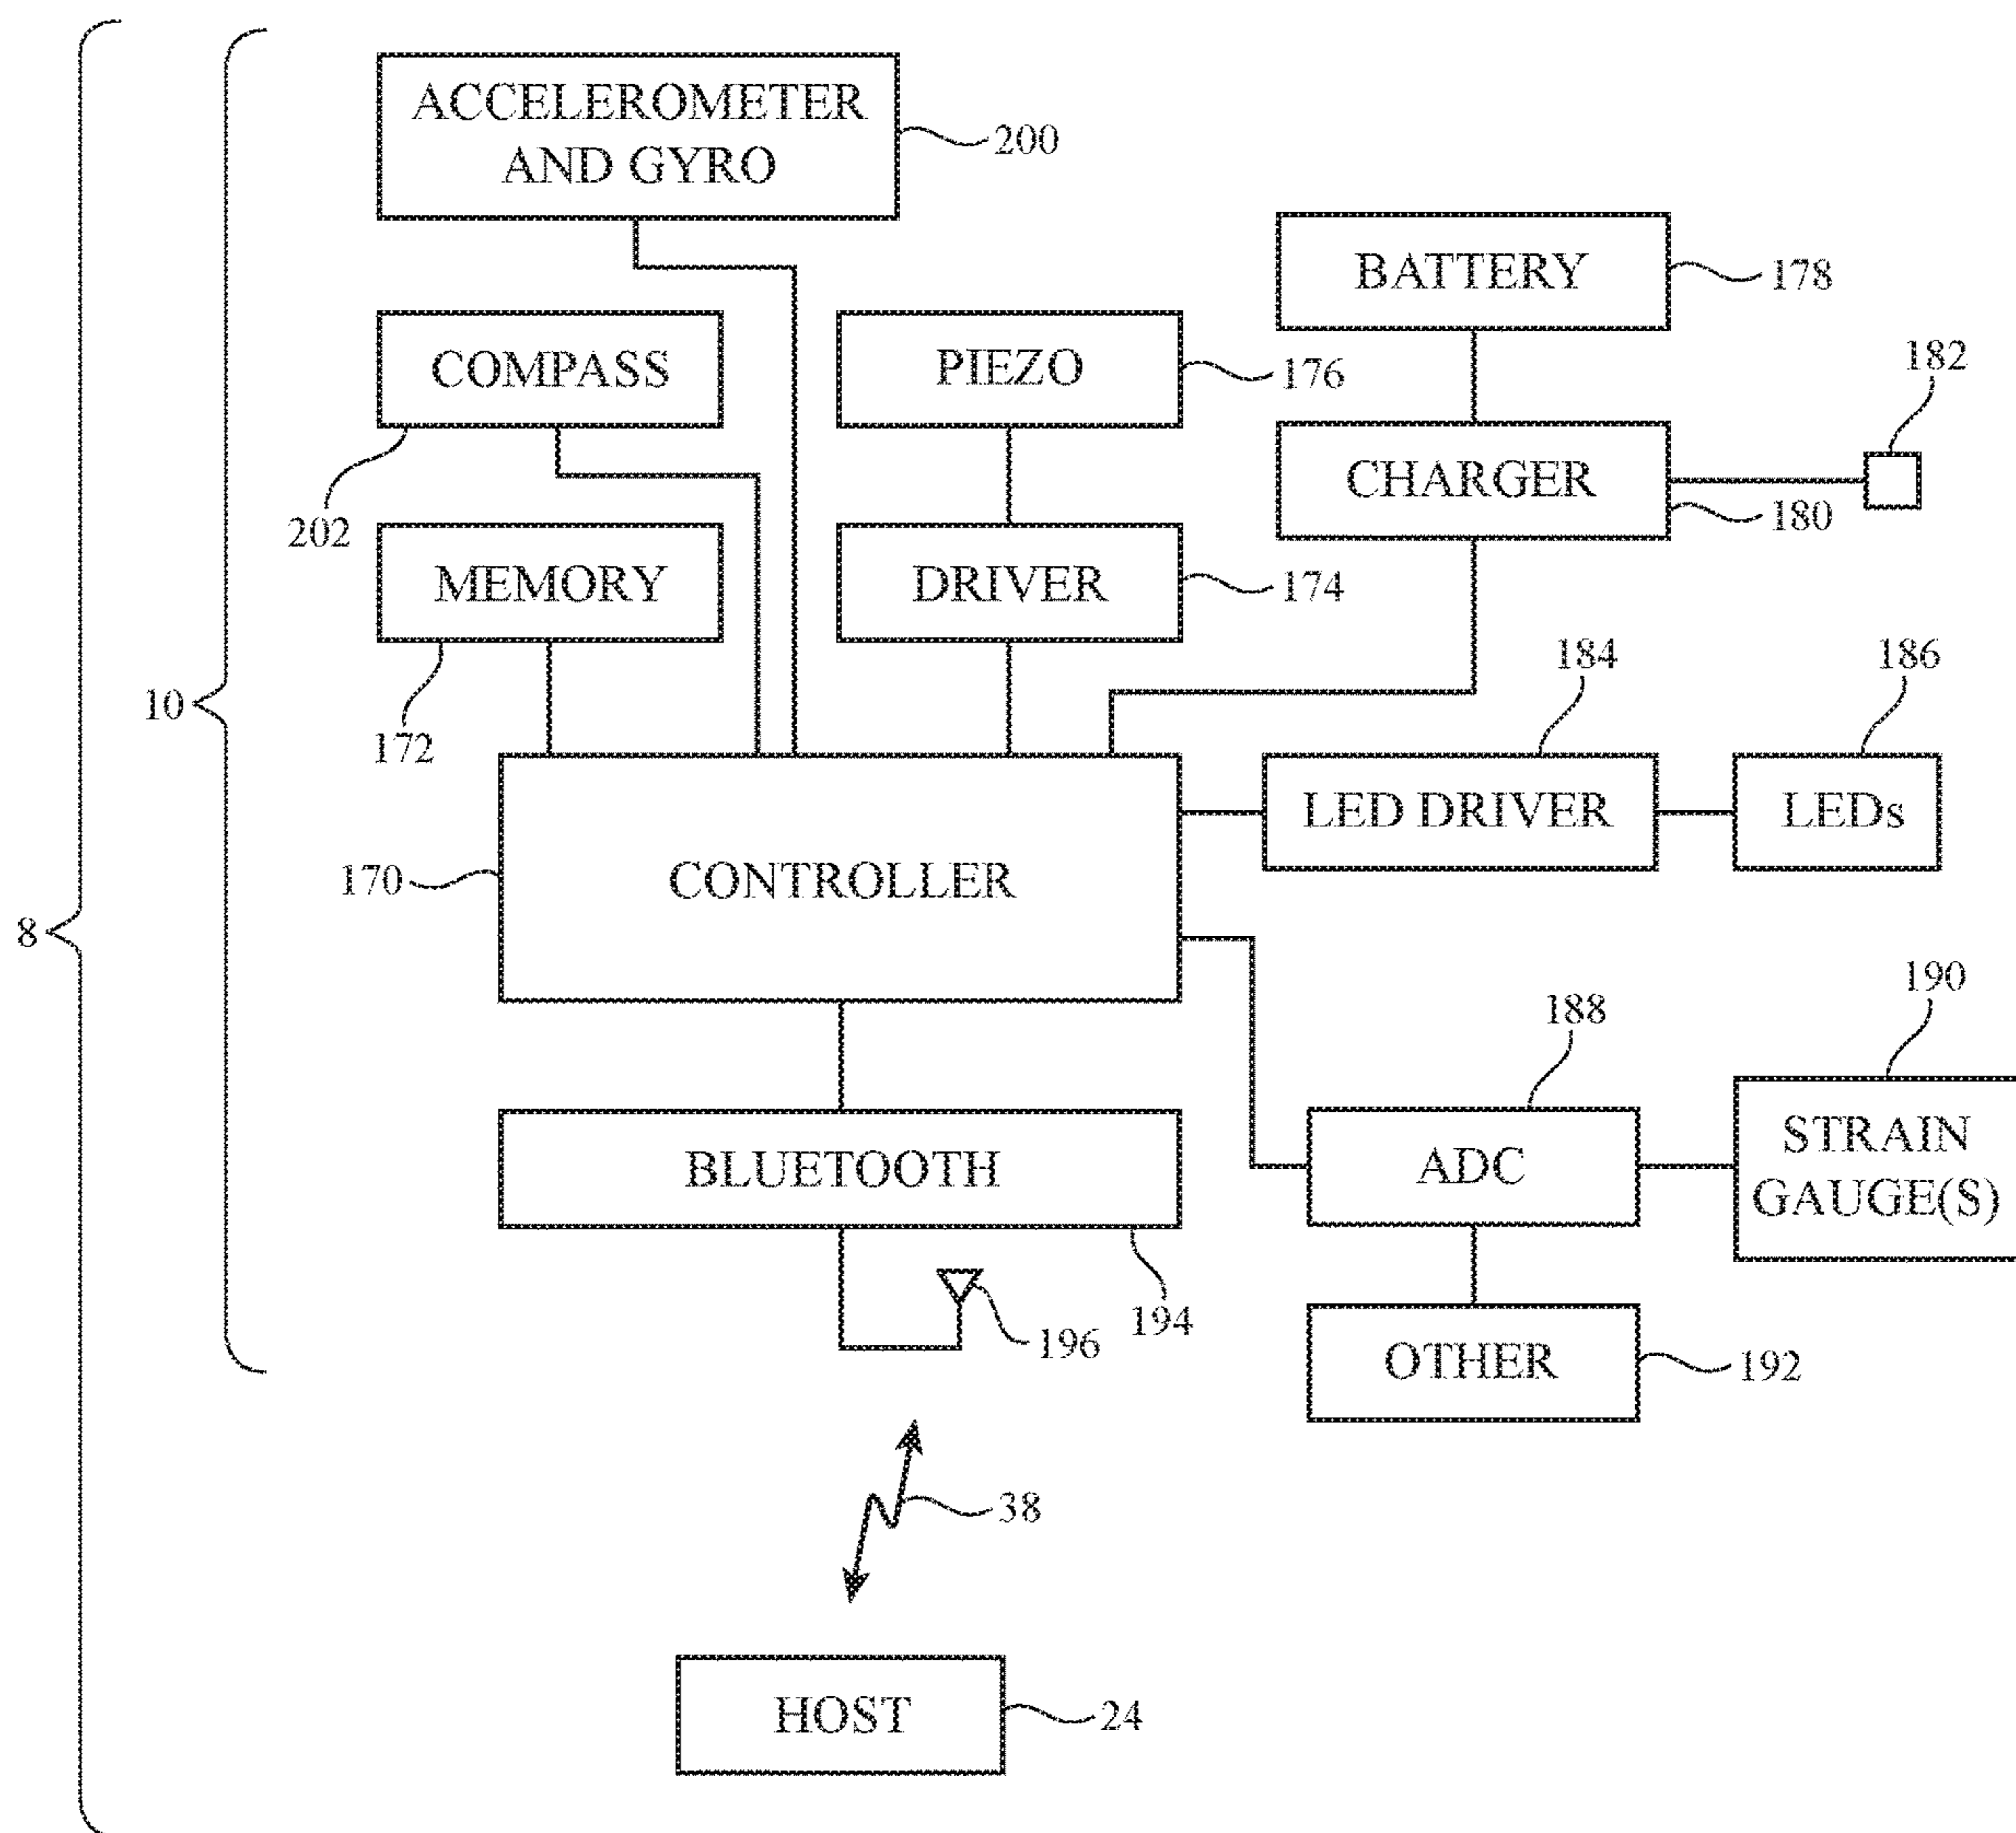 ACCELEROMETER
AND GYRO
200
BATTERY
178
COMPASS
202
PIEZO
176
182
CHARGER
180
MEMORY
172
DRIVER
174
184
186
10
LED DRIVER
LEDs
170
CONTROLLER
8
190
188
STRAIN
GAUGE(S)
ADC
BLUETOOTH
194
196
OTHER
192
38
HOST
24